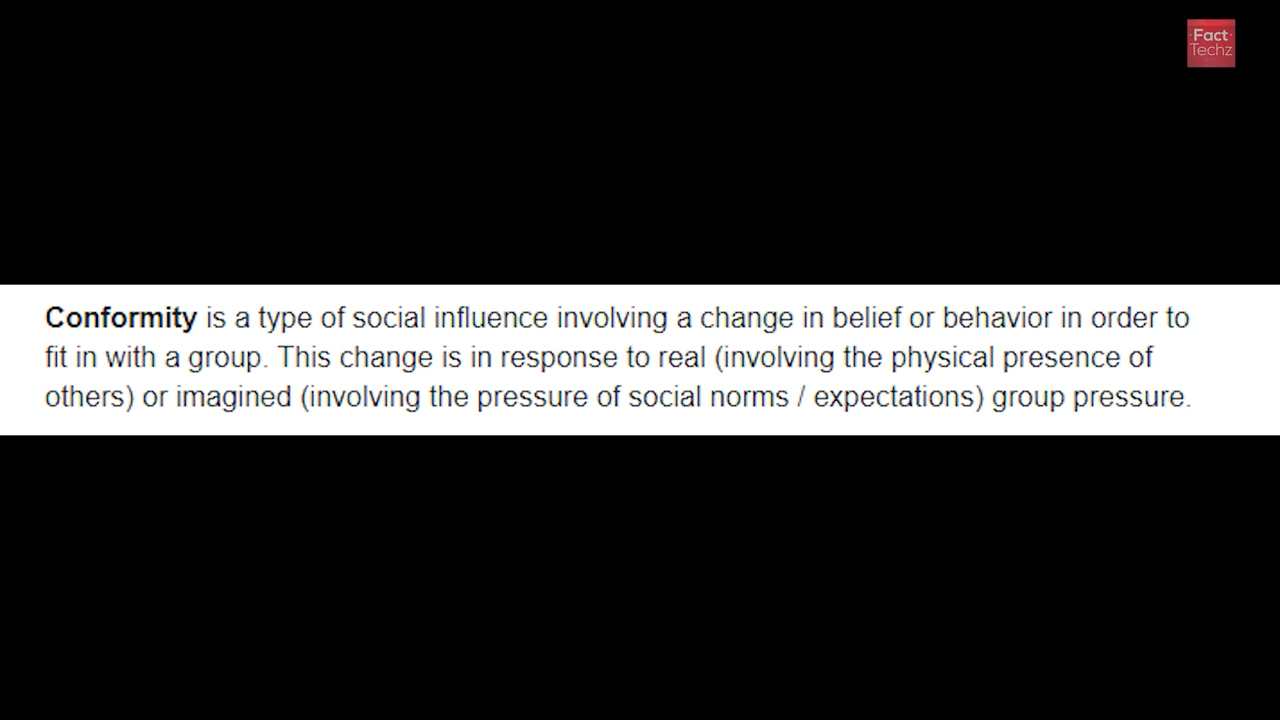 Fact
Techz
Conformity is a type of social influence involving a change in belief or behavior in order to
fit in with a group. This change is in response to real (involving the physical presence of
others) or imagined (involving the pressure of social norms / expectations) group pressure.